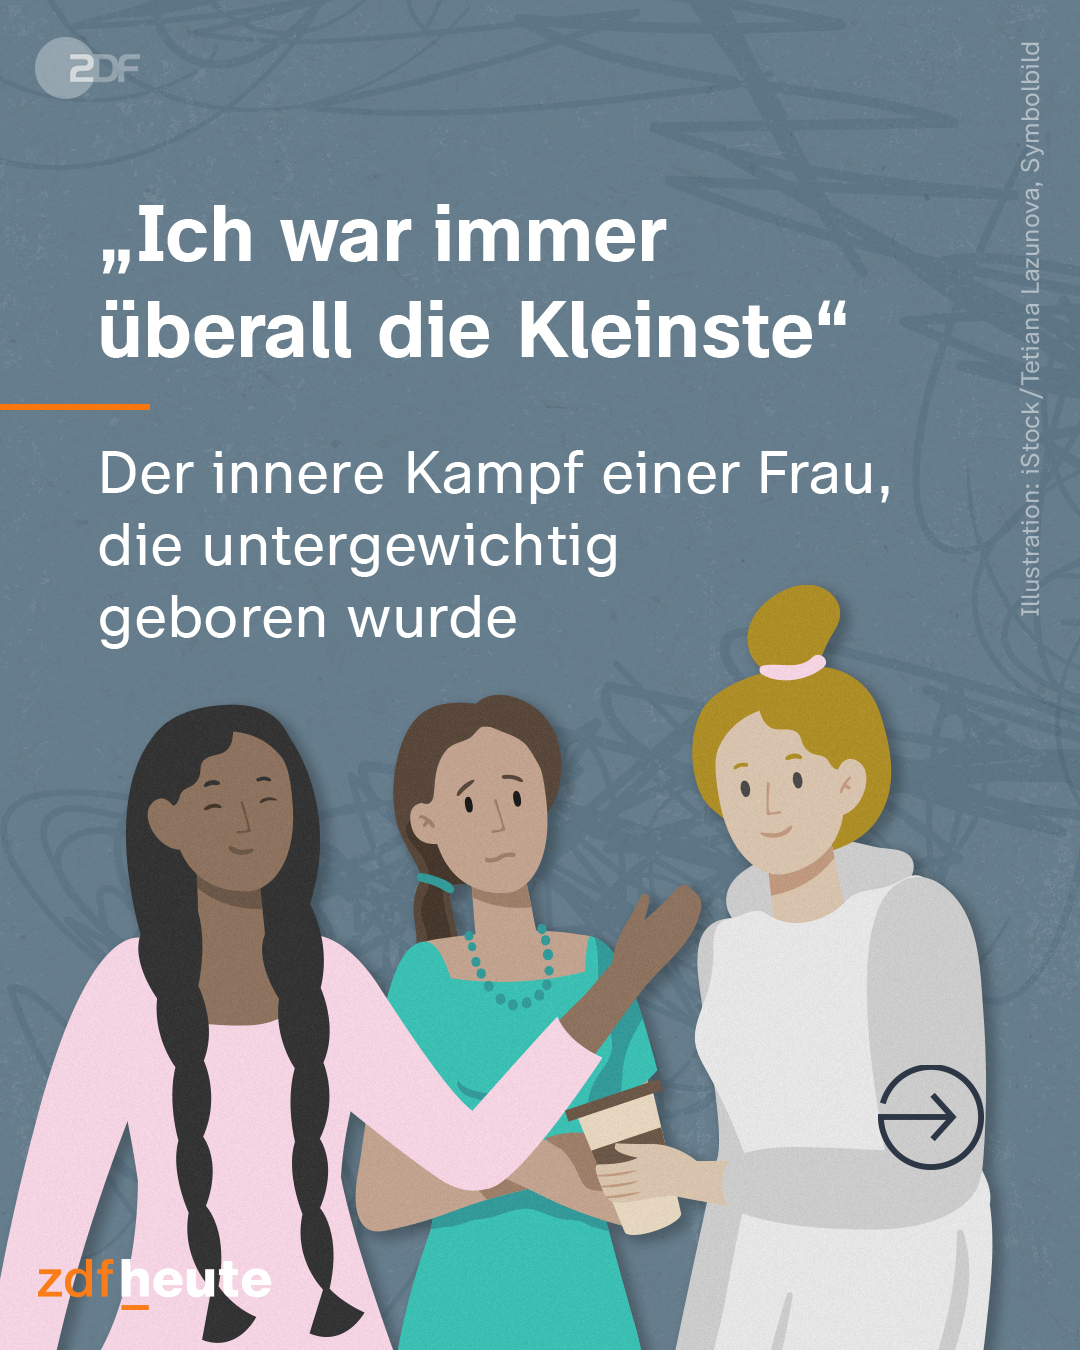 ZDF
„Ich war immer
überall die Kleinste“
Der innere Kampf einer Frau,
die untergewichtig
geboren wurde
Illustration: iStock/Tetiana Lazunova, Symbolbild
zdfheute